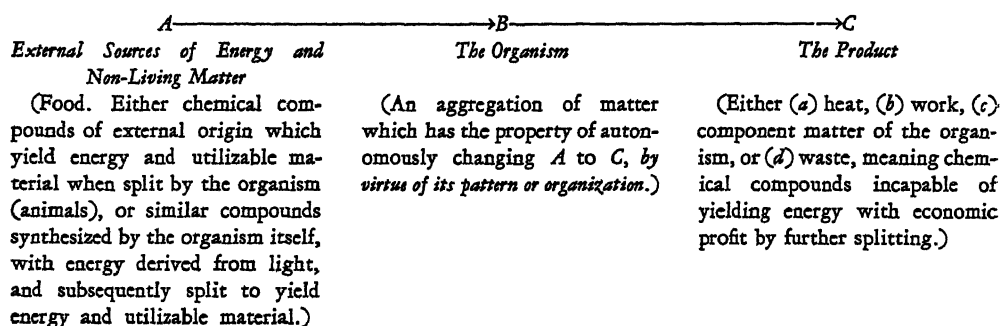 A→B→C
External Sources of Energy and
Non-Living Matter
(Food. Either chemical com-
pounds of external origin which
yield energy and utilizable ma-
terial when split by the organism
(animals), or similar compounds
synthesized by the organism itself,
with energy derived from light,
and subsequently split to yield
energy and utilizable material.)
The Organism
(An aggregation of matter
which has the property of auton-
omously changing A to C, by
virtue of its pattern or organization.)
The Product
(Either (a) heat, (b) work, (c)
component matter of the organ-
ism, or (d) waste, meaning chem-
ical compounds incapable of
yielding energy with economic
profit by further splitting.)